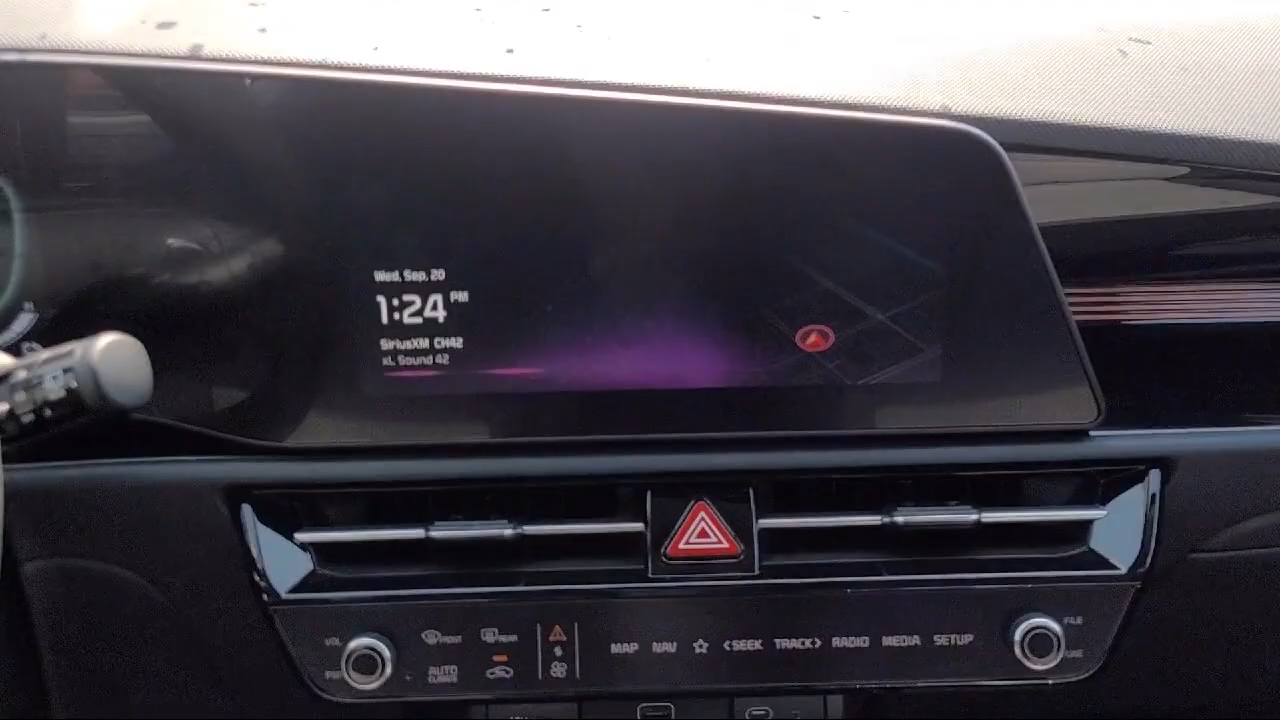 Wed, Sep, 20
1:24 PM
SiriusXM CH42
xL Sound 42
VOL
FRONT
REAR
AUTO
CLIMATE
MAP NAV ☆ <SEEK TRACK> RADIO MEDIA SETUP
FILE